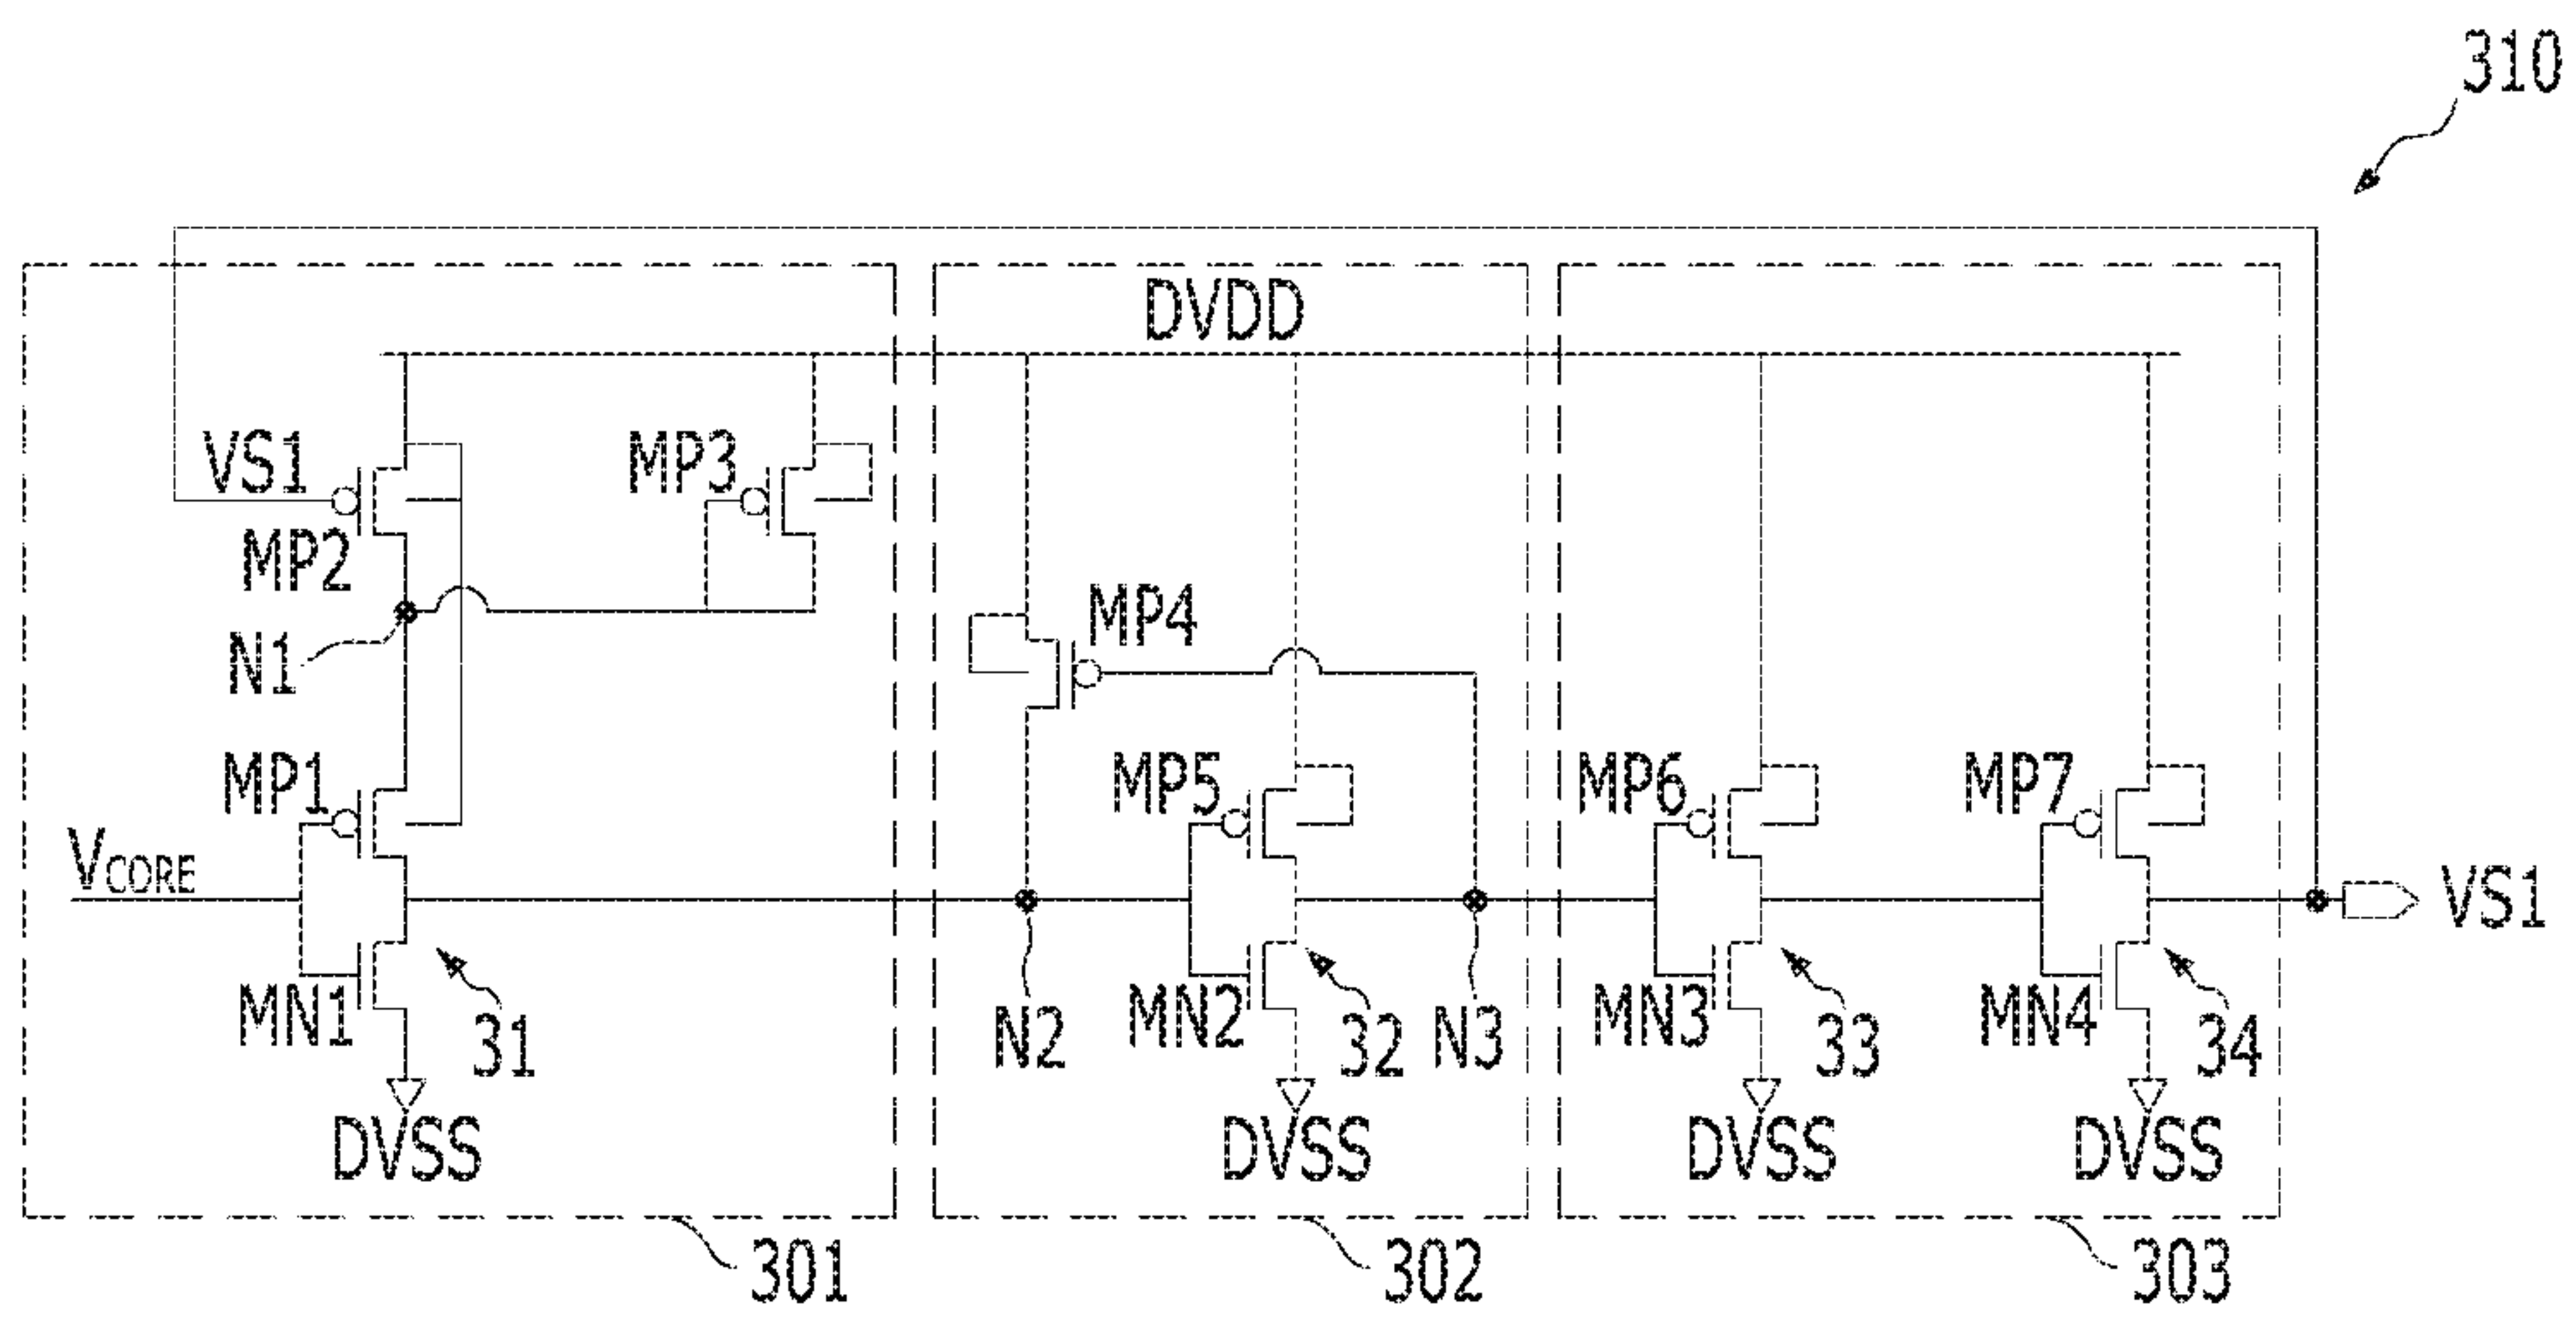 310
DVDD
VS1
MP3
MP2
MP4
N1
MP1
MP5
MP6
MP7
VCORE
VS1
MN1
31
N2
MN2
32
N3
MN3
33
MN4
34
DVSS
DVSS
DVSS
DVSS
301
302
303